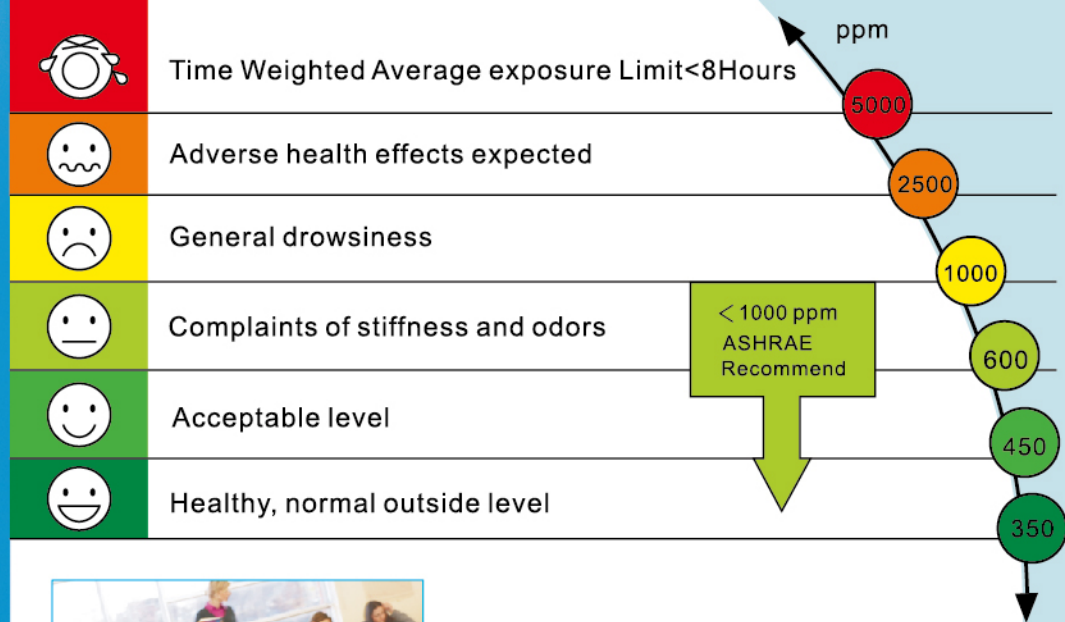 ppm
Time Weighted Average exposure Limit<8Hours
5000
Adverse health effects expected
2500
General drowsiness
1000
Complaints of stiffness and odors
<1000 ppm
ASHRAE
Recommend
600
Acceptable level
450
Healthy, normal outside level
350